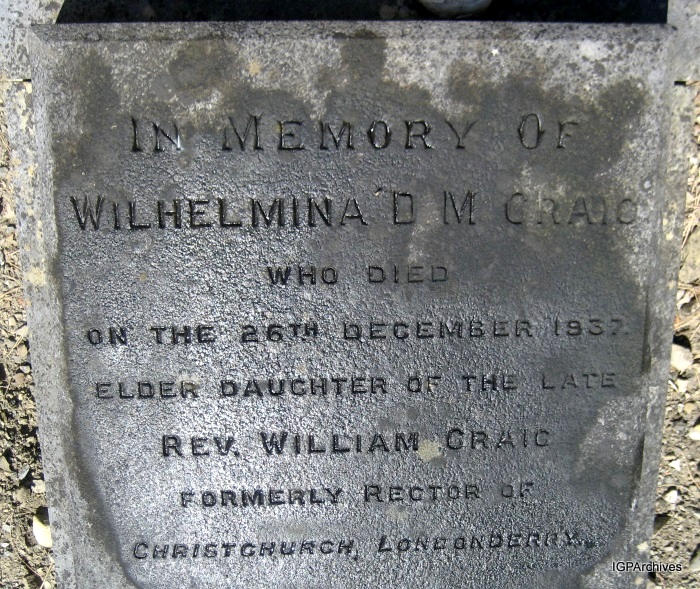 IN MEMORY OF
WILHELMINA D M CRAIG
WHO DIED
ON THE 26TH DECEMBER 1937.
ELDER DAUGHTER OF THE LATE
REV. WILLIAM CRAIG
FORMERLY RECTOR OF
CHRISTCHURCH, LONDONDERRY.
IGPArchives